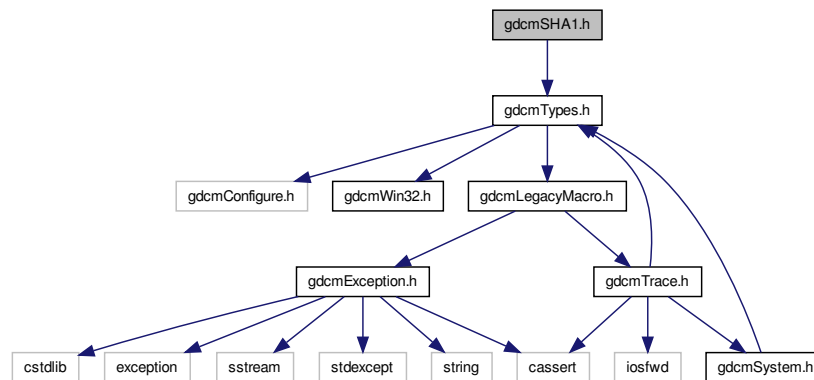 gdcmSHA1.h
gdcmTypes.h
gdcmConfigure.h
gdcmWin32.h
gdcmLegacyMacro.h
gdcmException.h
gdcmTrace.h
cstdlib
exception
sstream
stdexcept
string
cassert
iosfwd
gdcmSystem.h